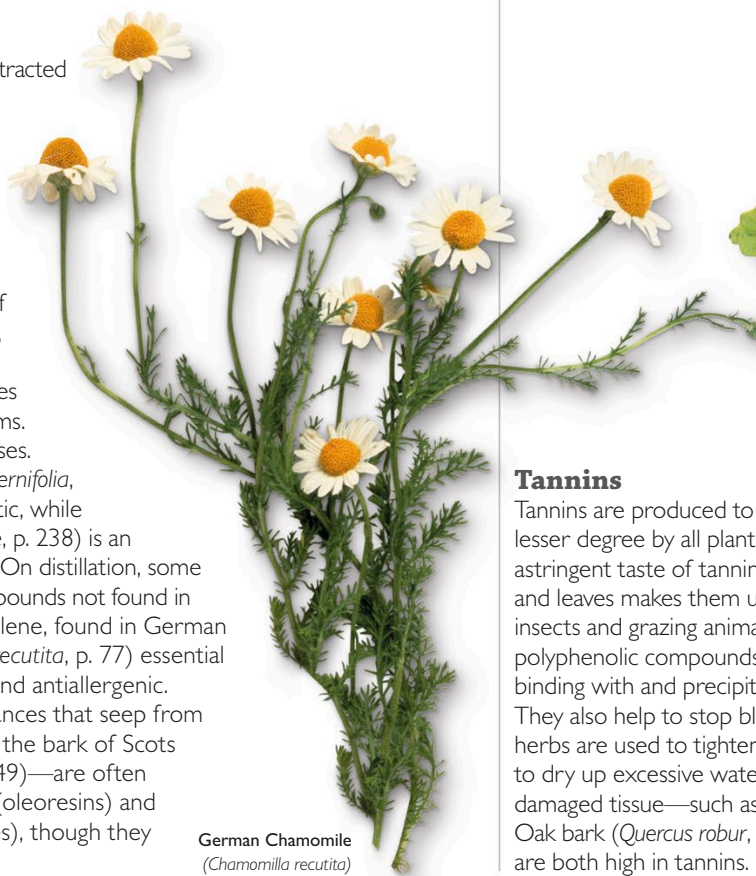 tracted
f
es
ms.
ses.
ernifolia,
tic, while
e, p. 238) is an
On distillation, some
pounds not found in
lene, found in German
recutita, p. 77) essential
nd antiallergenic.
ances that seep from
the bark of Scots
49)—are often
(oleoresins) and
es), though they
German Chamomile
(Chamomilla recutita)
Tannins
Tannins are produced to
lesser degree by all plant
astringent taste of tannin
and leaves makes them u
insects and grazing anima
polyphenolic compounds
binding with and precipit
They also help to stop bl
herbs are used to tighten
to dry up excessive wate
damaged tissue—such as
Oak bark (Quercus robur,
are both high in tannins.